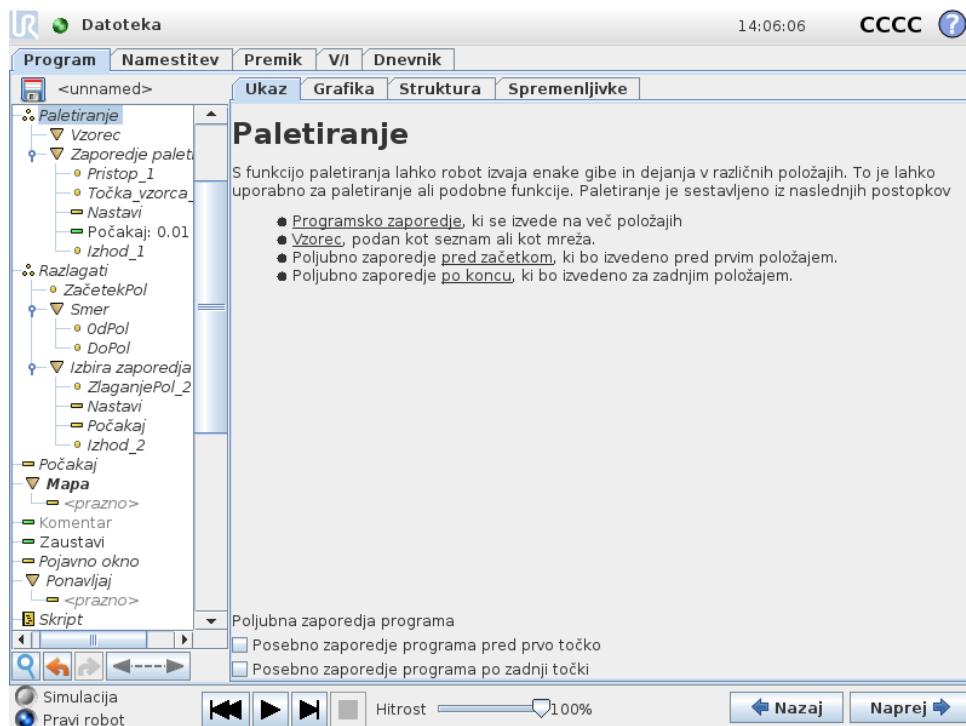 UR Datoteka 14:06:06 CCCC ?
Program Namestitev Premik V/I Dnevnik
<unnamed>
Ukaz Grafika Struktura Spremenljivke
Paletiranje
Vzorec
Zaporedje palet
Pristop_1
Točka_vzorca_
Nastavi
Počakaj: 0.01
Izhod_1
Razlagati
ZačetekPol
Smer
OdPol
DoPol
Izbira zaporedja
ZlaganjePol_2
Nastavi
Počakaj
Izhod_2
Počakaj
Mapa
<prazno>
Komentar
Zaustavi
Pojavno okno
Ponavljaj
<prazno>
Skript
Paletiranje
S funkcijo paletiranja lahko robot izvaja enake gibe in dejanja v različnih položajih. To je lahko
uporabno za paletiranje ali podobne funkcije. Paletiranje je sestavljeno iz naslednjih postopkov
● Programsko zaporedje, ki se izvede na več položajih
● Vzorec, podan kot seznam ali kot mreža.
● Poljubno zaporedje pred začetkom, ki bo izvedeno pred prvim položajem.
● Poljubno zaporedje po koncu, ki bo izvedeno za zadnjim položajem.
Poljubna zaporedja programa
Posebno zaporedje programa pred prvo točko
Posebno zaporedje programa po zadnji točki
Simulacija
Pravi robot
Hitrost 100%
Nazaj Naprej